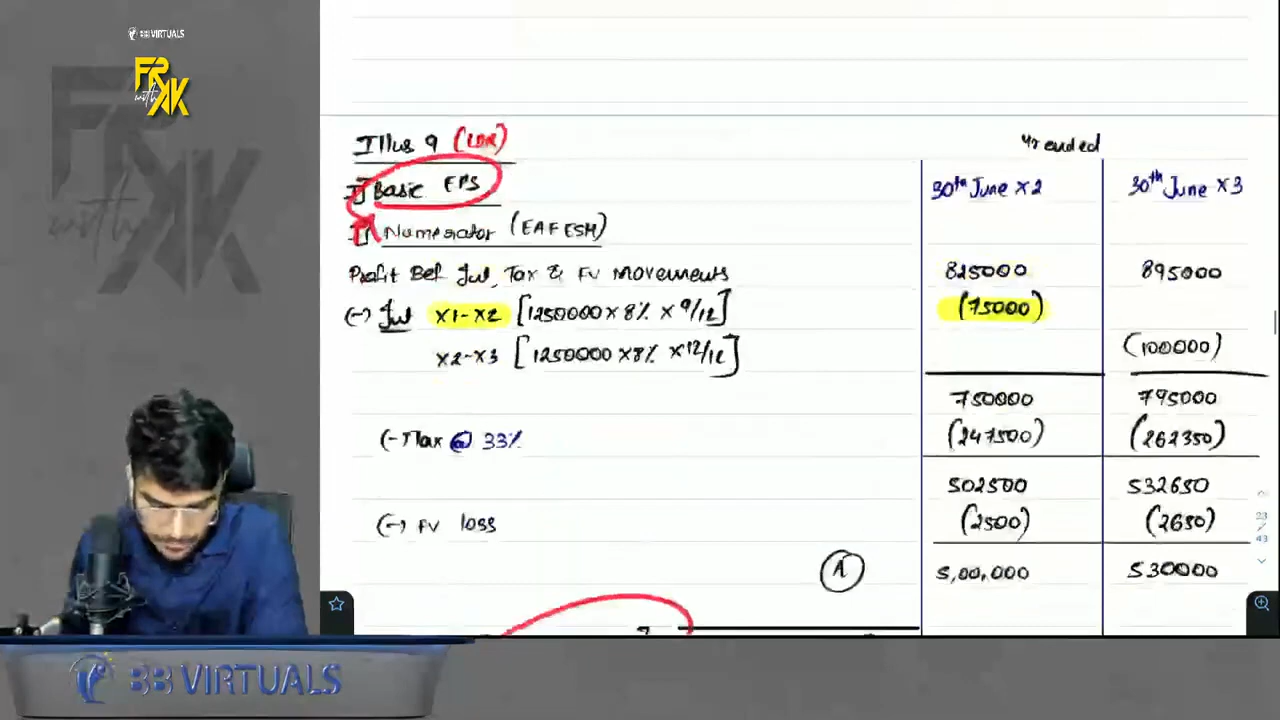 BB VIRTUALS
FR
with
AK
Illus 9 (LDR)
Yr ended
I] Basic EPS
30th June X2 30th June X3
Numerator (EAFESH)
Profit Bef Int, Tax & FV movements 825000 895000
(-) Int X1-X2 [1250000 x 8% x 9/12] (75000)
X2-X3 [1250000 x 8% x 12/12] (100000)
750000 795000
(-) Tax @ 33% (247500) (262350)
502500 532650
(-) FV loss (2500) (2650)
(A) 5,00,000 530000
23
/
43
BB VIRTUALS